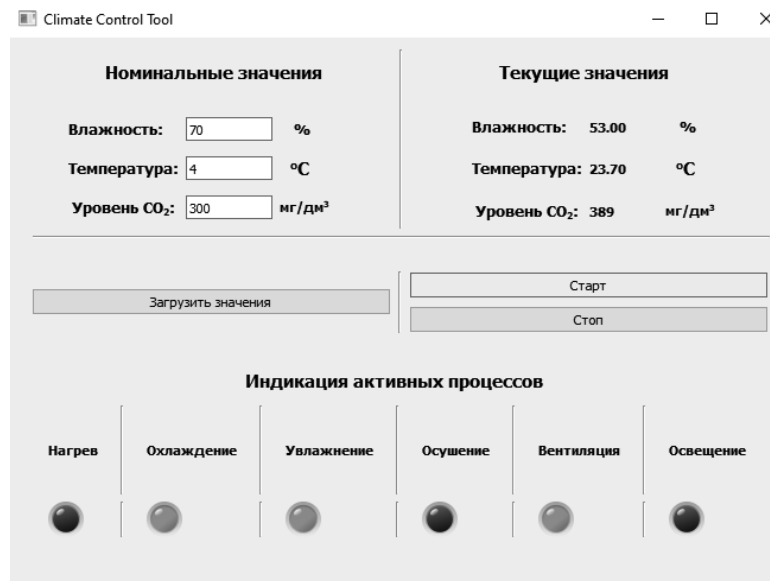 Climate Control Tool
Номинальные значения
Влажность: 70 %
Температура: 4 °C
Уровень CO₂: 300 мг/дм³
Текущие значения
Влажность: 53.00 %
Температура: 23.70 °C
Уровень CO₂: 389 мг/дм³
Загрузить значения
Старт
Стоп
Индикация активных процессов
Нагрев Охлаждение Увлажнение Осушение Вентиляция Освещение